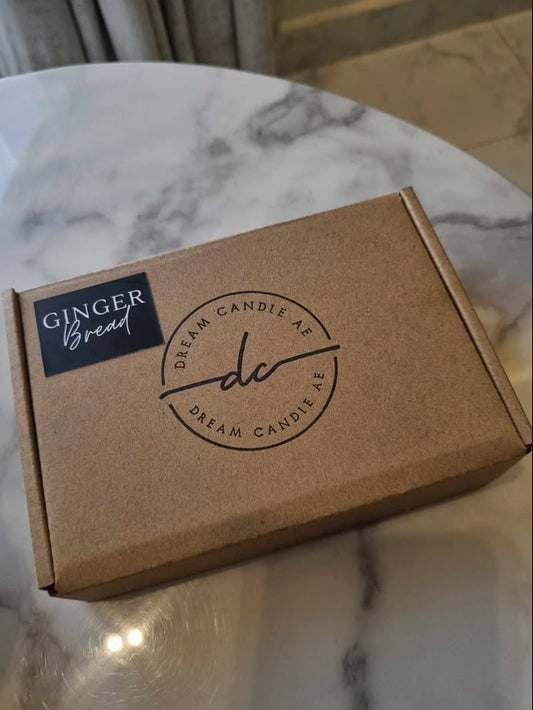 GINGER
Bread
DREAM CANDLE AE
dc
DREAM CANDLE AE